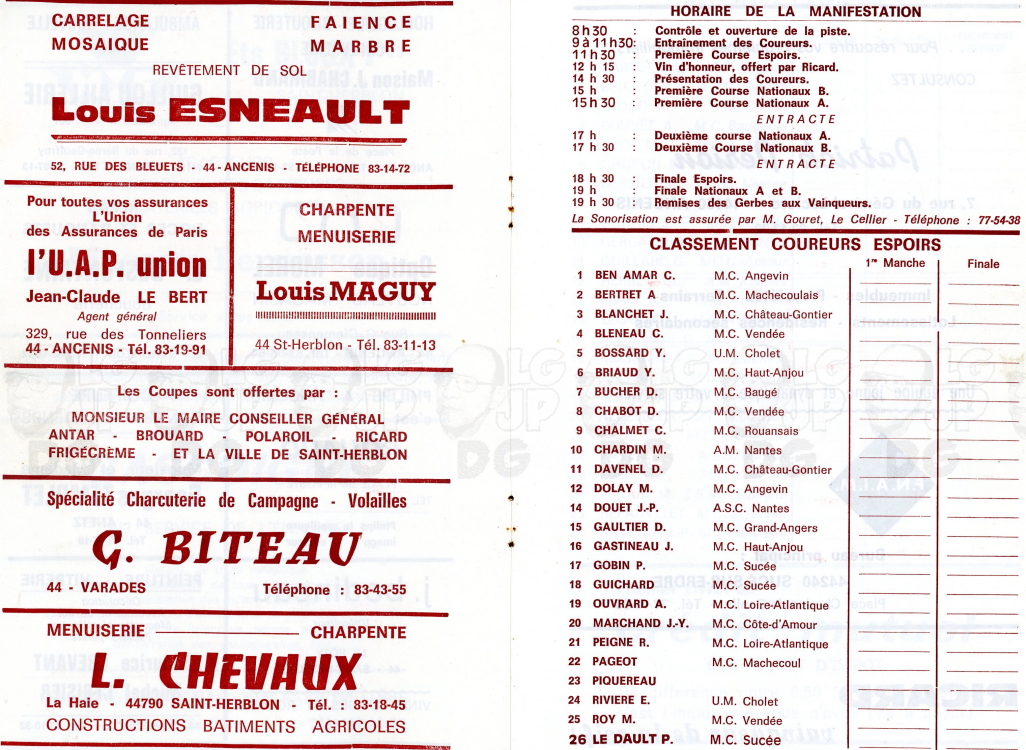 CARRELAGE FAIENCE
MOSAIQUE MARBRE
REVÊTEMENT DE SOL
Louis ESNEAULT
52, RUE DES BLEUETS - 44 - ANCENIS - TÉLÉPHONE 83-14-72
Pour toutes vos assurances
L'Union
des Assurances de Paris
l'U.A.P. union
Jean-Claude LE BERT
Agent général
329, rue des Tonneliers
44 - ANCENIS - Tél. 83-19-91
CHARPENTE
MENUISERIE
Louis MAGUY
44 St-Herblon - Tél. 83-11-13
Les Coupes sont offertes par :
MONSIEUR LE MAIRE CONSEILLER GÉNÉRAL
ANTAR - BROUARD - POLAROIL - RICARD
FRIGÉCRÈME - ET LA VILLE DE SAINT-HERBLON
Spécialité Charcuterie de Campagne - Volailles
G. BITEAU
44 - VARADES Téléphone : 83-43-55
MENUISERIE CHARPENTE
L. CHEVAUX
La Haie - 44790 SAINT-HERBLON - Tél. : 83-18-45
CONSTRUCTIONS BATIMENTS AGRICOLES
HORAIRE DE LA MANIFESTATION
8 h 30 : Contrôle et ouverture de la piste.
9 à 11 h 30 : Entraînement des Coureurs.
11 h 30 : Première Course Espoirs.
12 h 15 : Vin d'honneur, offert par Ricard.
14 h 30 : Présentation des Coureurs.
15 h : Première Course Nationaux B.
15 h 30 : Première Course Nationaux A.
ENTRACTE
17 h : Deuxième course Nationaux A.
17 h 30 : Deuxième Course Nationaux B.
ENTRACTE
18 h 30 : Finale Espoirs.
19 h : Finale Nationaux A et B.
19 h 30 : Remises des Gerbes aux Vainqueurs.
La Sonorisation est assurée par M. Gouret, Le Cellier - Téléphone : 77-54-38
CLASSEMENT COUREURS ESPOIRS
1re Manche Finale
1 BEN AMAR C. M.C. Angevin
2 BERTRET A M.C. Machecoulais
3 BLANCHET J. M.C. Château-Gontier
4 BLENEAU C. M.C. Vendée
5 BOSSARD Y. U.M. Cholet
6 BRIAUD Y. M.C. Haut-Anjou
7 BUCHER D. M.C. Baugé
8 CHABOT D. M.C. Vendée
9 CHALMET C. M.C. Rouansais
10 CHARDIN M. A.M. Nantes
11 DAVENEL D. M.C. Château-Gontier
12 DOLAY M. M.C. Angevin
14 DOUET J.-P. A.S.C. Nantes
15 GAULTIER D. M.C. Grand-Angers
16 GASTINEAU J. M.C. Haut-Anjou
17 GOBIN P. M.C. Sucée
18 GUICHARD M.C. Sucée
19 OUVRARD A. M.C. Loire-Atlantique
20 MARCHAND J.-Y. M.C. Côte-d'Amour
21 PEIGNE R. M.C. Loire-Atlantique
22 PAGEOT M.C. Machecoul
23 PIQUEREAU
24 RIVIERE E. U.M. Cholet
25 ROY M. M.C. Vendée
26 LE DAULT P. M.C. Sucée
LG JP DG